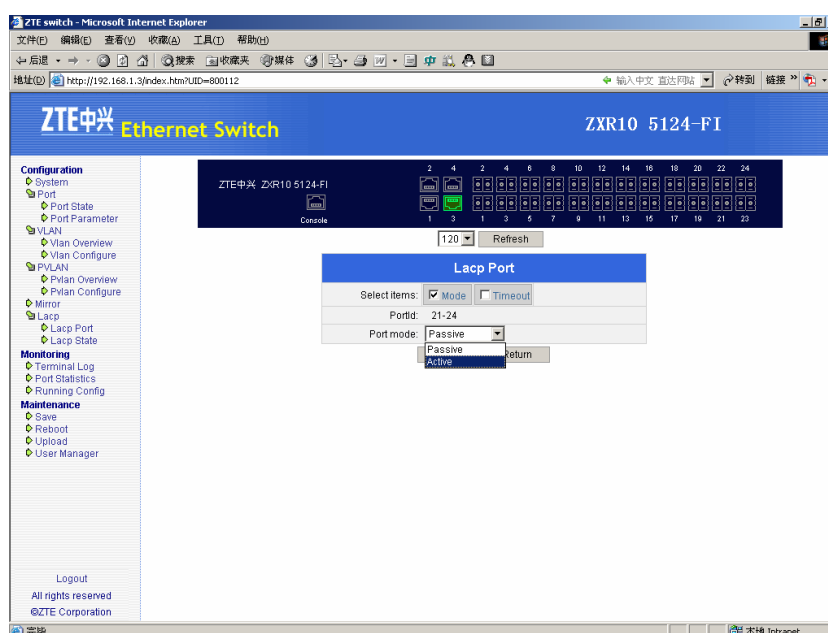 ZTE switch - Microsoft Internet Explorer
文件(F) 编辑(E) 查看(V) 收藏(A) 工具(T) 帮助(H)
后退 搜索 收藏夹 媒体
地址(D) http://192.168.1.3/index.htm?UID=800112 输入中文 直达网站 转到 链接 »
ZTE中兴 Ethernet Switch ZXR10 5124-FI
Configuration
System
Port
Port State
Port Parameter
VLAN
Vlan Overview
Vlan Configure
PVLAN
Pvlan Overview
Pvlan Configure
Mirror
Lacp
Lacp Port
Lacp State
Monitoring
Terminal Log
Port Statistics
Running Config
Maintenance
Save
Reboot
Upload
User Manager
Logout
All rights reserved
©ZTE Corporation
2 4 2 4 6 8 10 12 14 16 18 20 22 24
ZTE中兴 ZXR10 5124-FI
Console 1 3 1 3 5 7 9 11 13 15 17 19 21 23
120 Refresh
Lacp Port
Select items: Mode Timeout
PortId: 21-24
Port mode: Passive
Passive
Active
Return
完毕 本地 Intranet